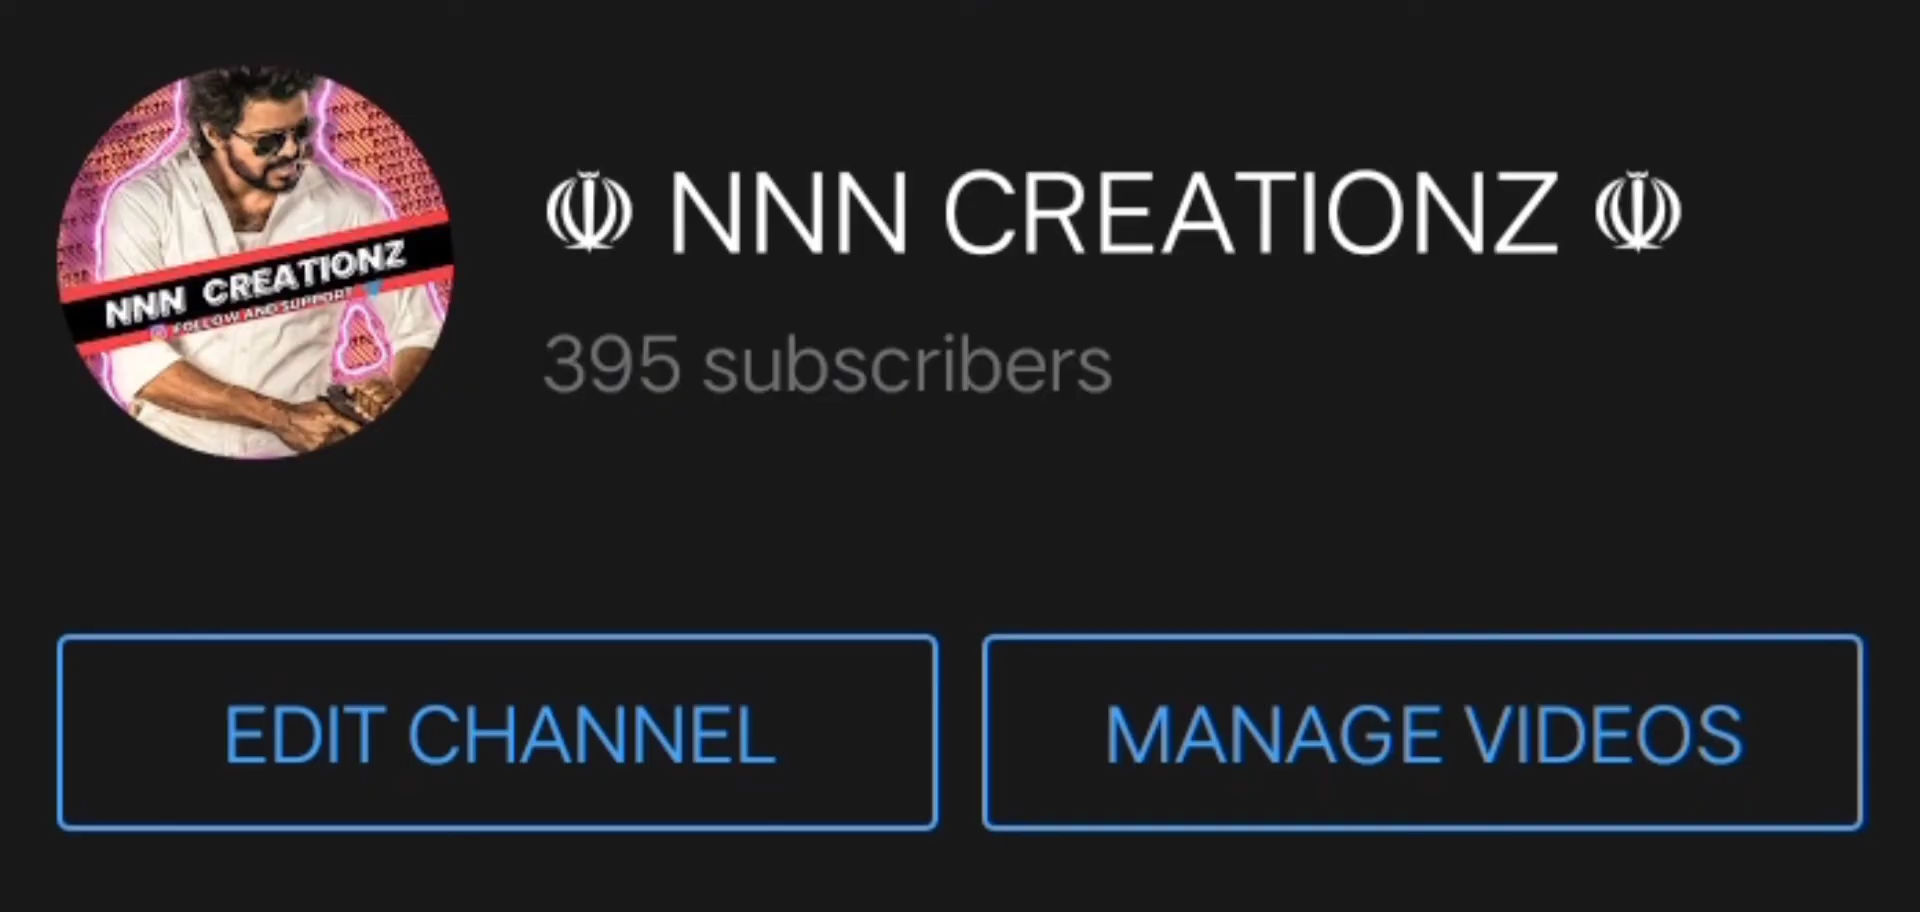 NNN CREATIONZ
FOLLOW AND SUPPORT
☫ NNN CREATIONZ ☫
395 subscribers
EDIT CHANNEL
MANAGE VIDEOS